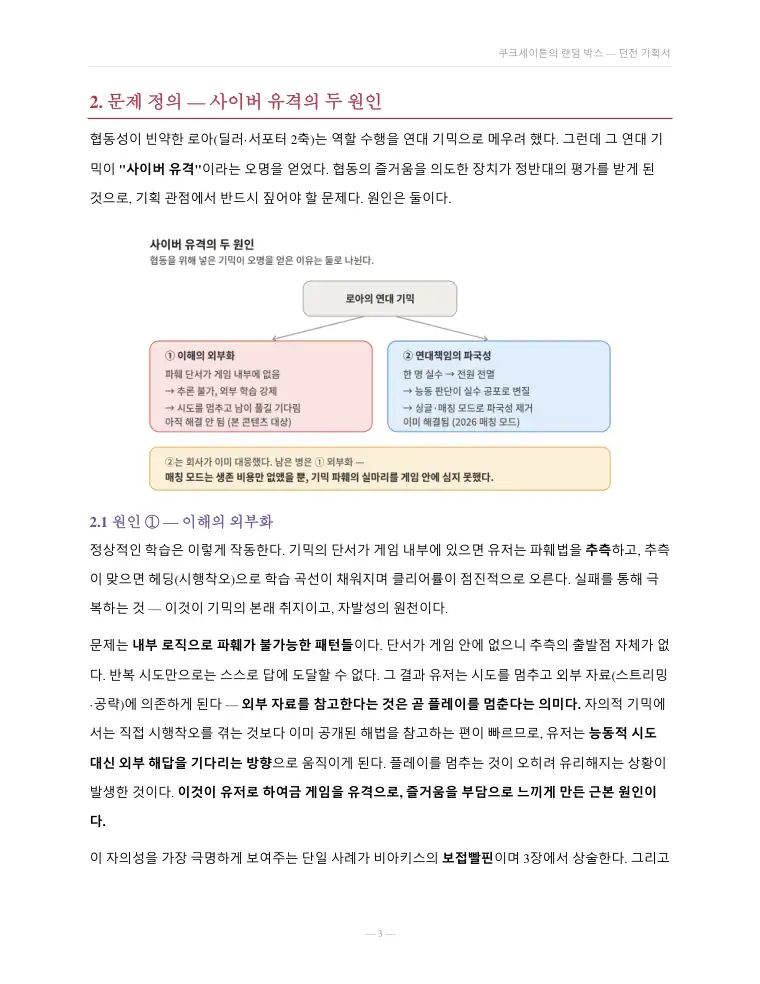 쿠크세이튼의 랜덤 박스 — 던전 기획서
2. 문제 정의 — 사이버 유격의 두 원인
협동성이 빈약한 로아(딜러·서포터 2축)는 역할 수행을 연대 기믹으로 메우려 했다. 그런데 그 연대 기
믹이 "사이버 유격"이라는 오명을 얻었다. 협동의 즐거움을 의도한 장치가 정반대의 평가를 받게 된
것으로, 기획 관점에서 반드시 짚어야 할 문제다. 원인은 둘이다.
사이버 유격의 두 원인
협동을 위해 넣은 기믹이 오명을 얻은 이유는 둘로 나뉜다.
로아의 연대 기믹
① 이해의 외부화
파훼 단서가 게임 내부에 없음
→ 추론 불가, 외부 학습 강제
→ 시도를 멈추고 남이 풀길 기다림
아직 해결 안 됨 (본 콘텐츠 대상)
② 연대책임의 파국성
한 명 실수 → 전원 전멸
→ 능동 판단이 실수 공포로 변질
→ 싱글·매칭 모드로 파국성 제거
이미 해결됨 (2026 매칭 모드)
②는 회사가 이미 대응했다. 남은 병은 ① 외부화 —
매칭 모드는 생존 비용만 없앴을 뿐, 기믹 파훼의 실마리를 게임 안에 심지 못했다.
2.1 원인 ① — 이해의 외부화
정상적인 학습은 이렇게 작동한다. 기믹의 단서가 게임 내부에 있으면 유저는 파훼법을 추측하고, 추측
이 맞으면 헤딩(시행착오)으로 학습 곡선이 채워지며 클리어률이 점진적으로 오른다. 실패를 통해 극
복하는 것 — 이것이 기믹의 본래 취지이고, 자발성의 원천이다.
문제는 내부 로직으로 파훼가 불가능한 패턴들이다. 단서가 게임 안에 없으니 추측의 출발점 자체가 없
다. 반복 시도만으로는 스스로 답에 도달할 수 없다. 그 결과 유저는 시도를 멈추고 외부 자료(스트리밍
·공략)에 의존하게 된다 — 외부 자료를 참고한다는 것은 곧 플레이를 멈춘다는 의미다. 자의적 기믹에
서는 직접 시행착오를 겪는 것보다 이미 공개된 해법을 참고하는 편이 빠르므로, 유저는 능동적 시도
대신 외부 해답을 기다리는 방향으로 움직이게 된다. 플레이를 멈추는 것이 오히려 유리해지는 상황이
발생한 것이다. 이것이 유저로 하여금 게임을 유격으로, 즐거움을 부담으로 느끼게 만든 근본 원인이
다.
이 자의성을 가장 극명하게 보여주는 단일 사례가 비아키스의 보접빨핀이며 3장에서 상술한다. 그리고
— 3 —